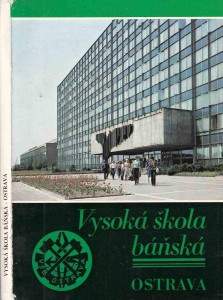 VYSOKÁ ŠKOLA BÁŇSKÁ - OSTRAVA
Vysoká škola
báňská
OSTRAVA